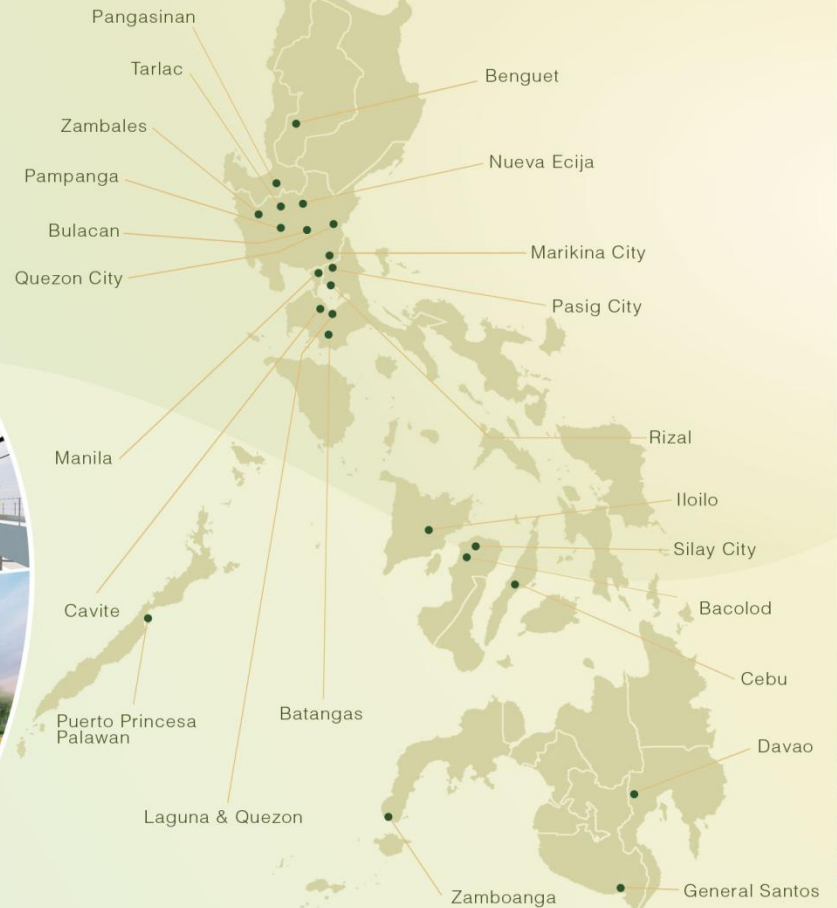 Pangasinan
Tarlac
Benguet
Zambales
Nueva Ecija
Pampanga
Bulacan
Marikina City
Quezon City
Pasig City
Rizal
Manila
Iloilo
Silay City
Cavite
Bacolod
Cebu
Puerto Princesa
Palawan
Batangas
Davao
Laguna & Quezon
Zamboanga
General Santos